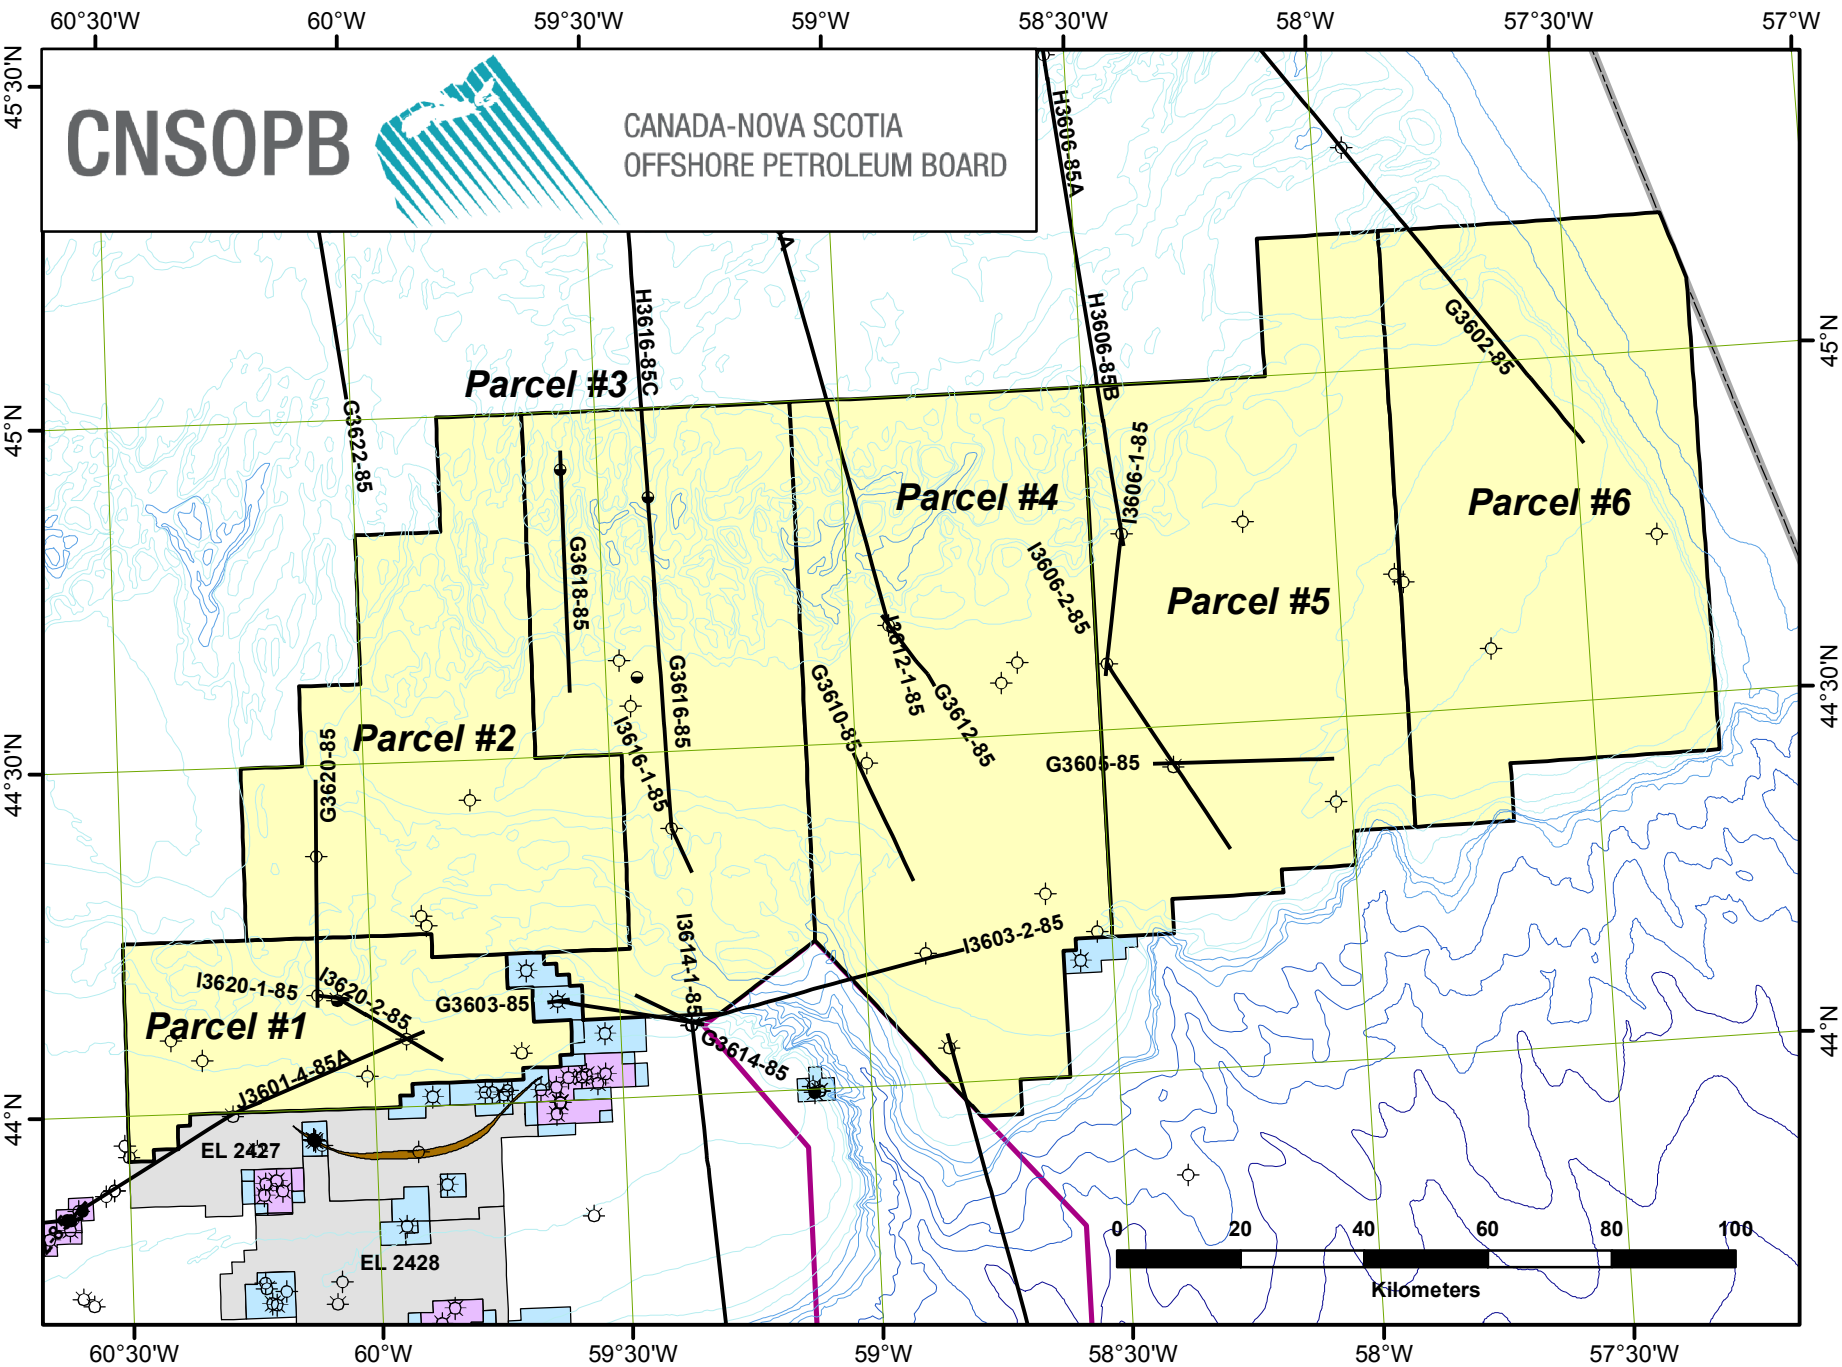 60°30'W 60°W 59°30'W 59°W 58°30'W 58°W 57°30'W 57°W
45°30'N
CNSOPB
CANADA-NOVA SCOTIA
OFFSHORE PETROLEUM BOARD
H3606-85A
A
H3616-85C
H3606-85B
G3602-85
45°N
45°N
Parcel #3
G3622-85
I3606-1-85
Parcel #4
Parcel #6
G3618-85
I3606-2-85
Parcel #5
I3612-1-85
G3616-85
G3610-85
G3612-85
44°30'N
44°30'N
Parcel #2
G3620-85
I3616-1-85
G3605-85
I3614-1-85
I3603-2-85
I3620-1-85
I3620-2-85
G3603-85
Parcel #1
44°N
44°N
G3614-85
J3601-4-85A
EL 2427
0 20 40 60 80 100
Kilometers
EL 2428
60°30'W 60°W 59°30'W 59°W 58°30'W 58°W 57°30'W